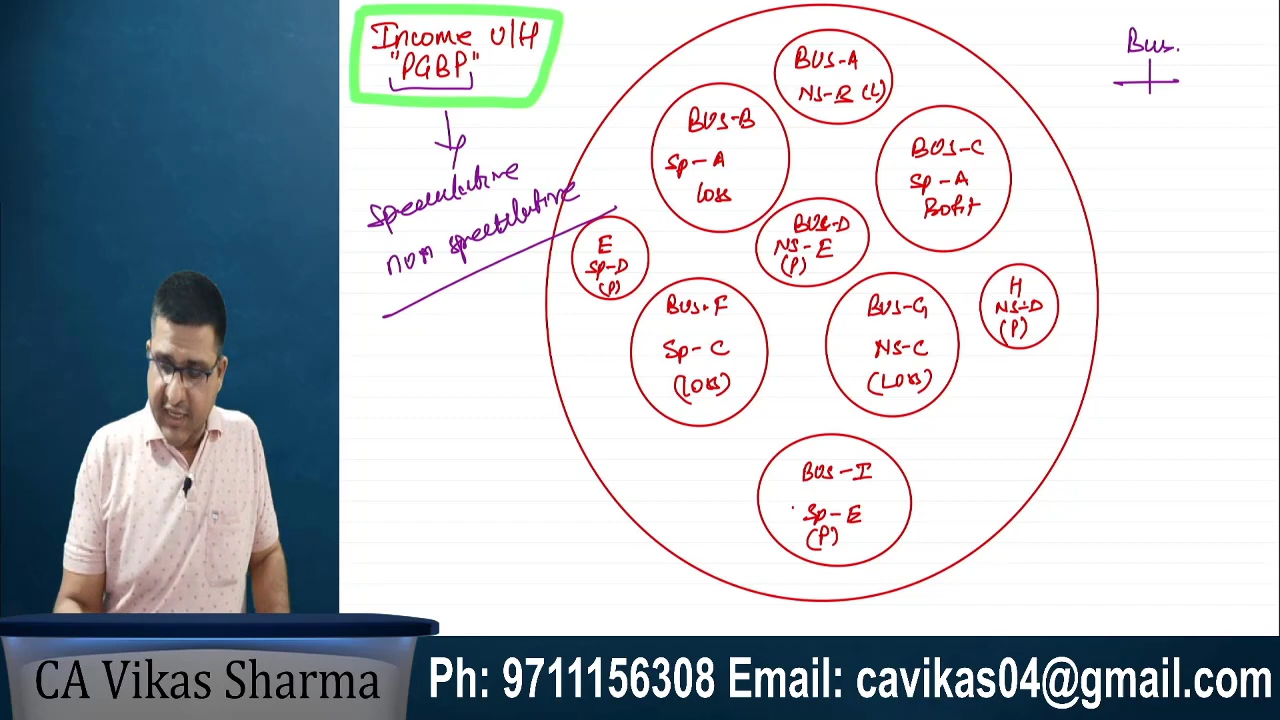 Income U/H
"PGBP"
speculative
non speculative
BUS-A
NS-B (L)
BUS-B
Sp-A
loss
BUS-C
Sp-A
Profit
BUS-D
NS-E
(P)
E
Sp-D
(P)
BUS-F
Sp-C
(Loss)
BUS-G
NS-C
(Loss)
H
NS-D
(P)
BUS-I
Sp-E
(P)
Bus.
CA Vikas Sharma
Ph: 9711156308 Email: cavikas04@gmail.com